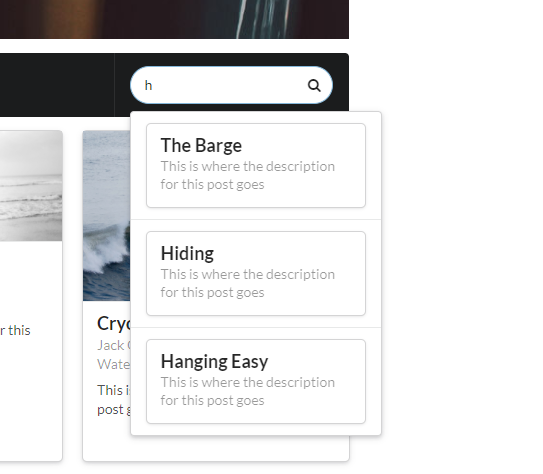 h
The Barge
This is where the description
for this post goes
Hiding
This is where the description
for this post goes
Hanging Easy
This is where the description
for this post goes
r this
Jack
Wate
This i
post